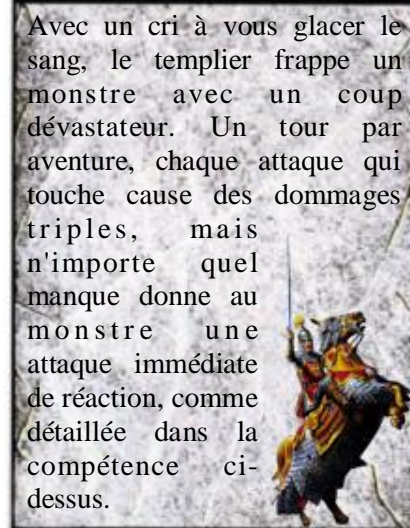 Avec un cri à vous glacer le
sang, le templier frappe un
monstre avec un coup
dévastateur. Un tour par
aventure, chaque attaque qui
touche cause des dommages
triples, mais
n'importe quel
manque donne au
monstre une
attaque immédiate
de réaction, comme
détaillée dans la
compétence ci-
dessus.